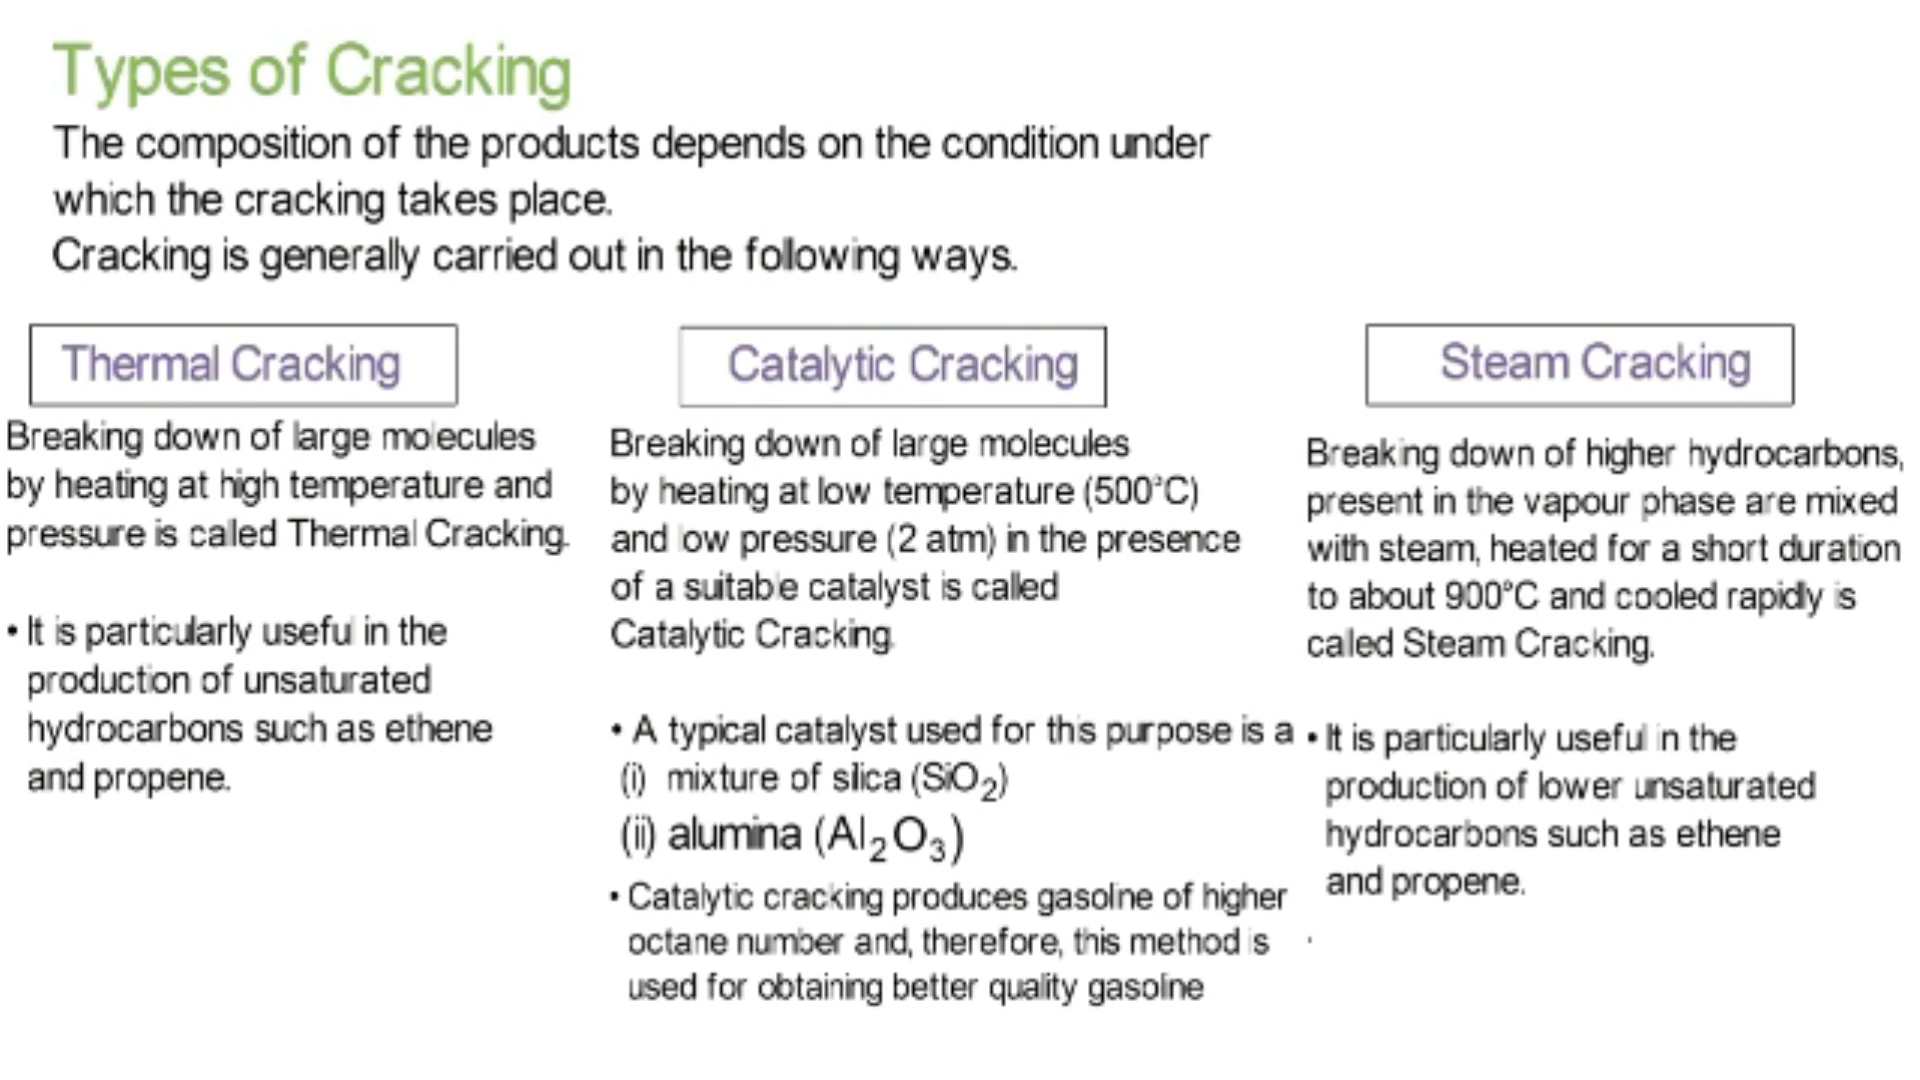 Types of Cracking
The composition of the products depends on the condition under
which the cracking takes place.
Cracking is generally carried out in the following ways.
Thermal Cracking
Breaking down of large molecules
by heating at high temperature and
pressure is called Thermal Cracking.
• It is particularly useful in the
production of unsaturated
hydrocarbons such as ethene
and propene.
Catalytic Cracking
Breaking down of large molecules
by heating at low temperature (500°C)
and low pressure (2 atm) in the presence
of a suitable catalyst is called
Catalytic Cracking.
• A typical catalyst used for this purpose is a
(i) mixture of slica (SiO₂)
(ii) alumina (Al₂O₃)
• Catalytic cracking produces gasoline of higher
octane number and, therefore, this method is
used for obtaining better quality gasoline
Steam Cracking
Breaking down of higher hydrocarbons,
present in the vapour phase are mixed
with steam, heated for a short duration
to about 900°C and cooled rapidly is
called Steam Cracking.
• It is particularly useful in the
production of lower unsaturated
hydrocarbons such as ethene
and propene.